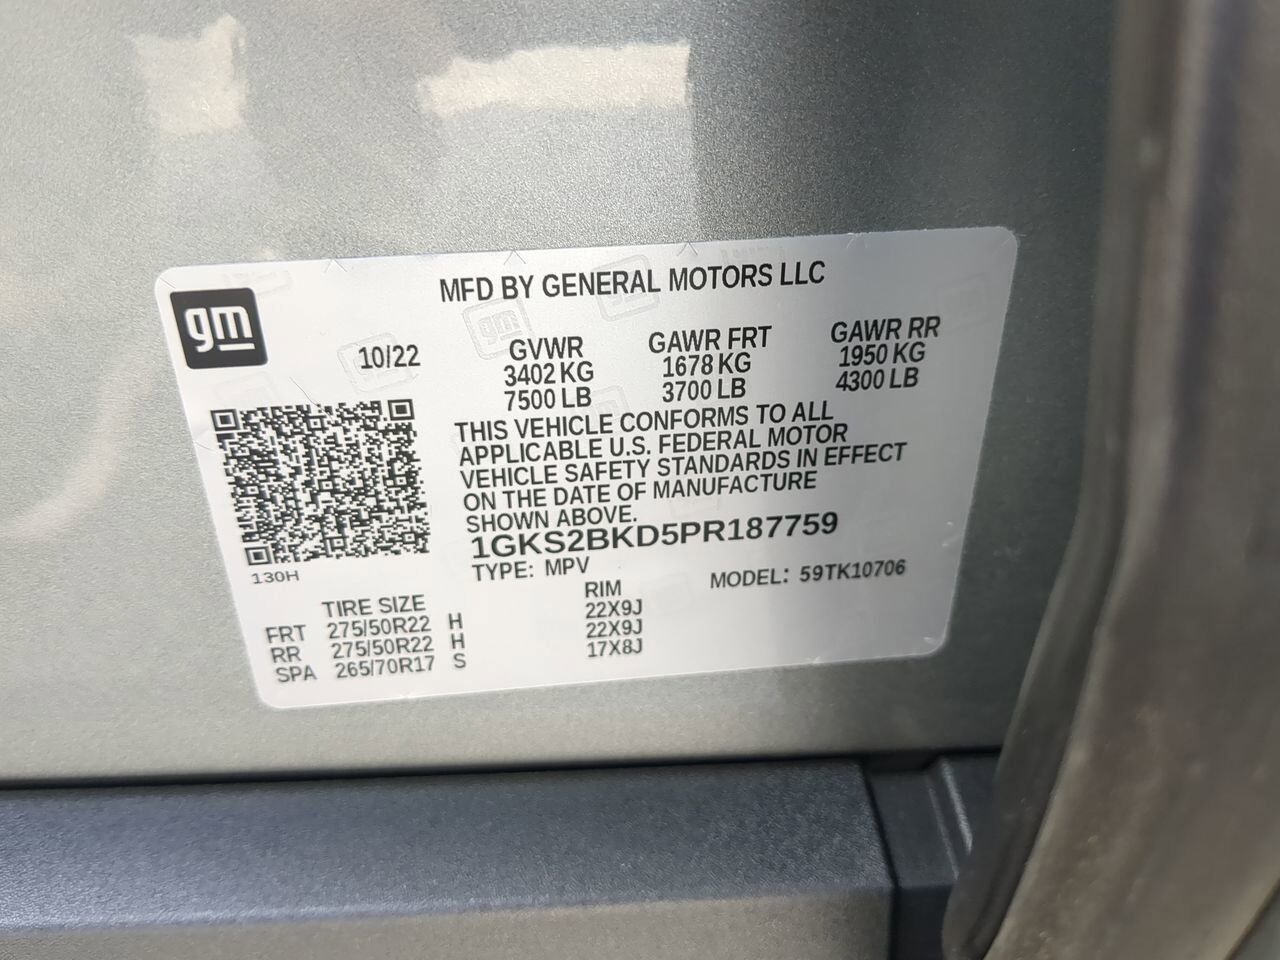 MFD BY GENERAL MOTORS LLC
gm
10/22
GVWR GAWR FRT GAWR RR
3402 KG 1678 KG 1950 KG
7500 LB 3700 LB 4300 LB
THIS VEHICLE CONFORMS TO ALL
APPLICABLE U.S. FEDERAL MOTOR
VEHICLE SAFETY STANDARDS IN EFFECT
ON THE DATE OF MANUFACTURE
SHOWN ABOVE.
1GKS2BKD5PR187759
130H
TYPE: MPV MODEL: 59TK10706
TIRE SIZE RIM
FRT 275/50R22 H 22X9J
RR 275/50R22 H 22X9J
SPA 265/70R17 S 17X8J